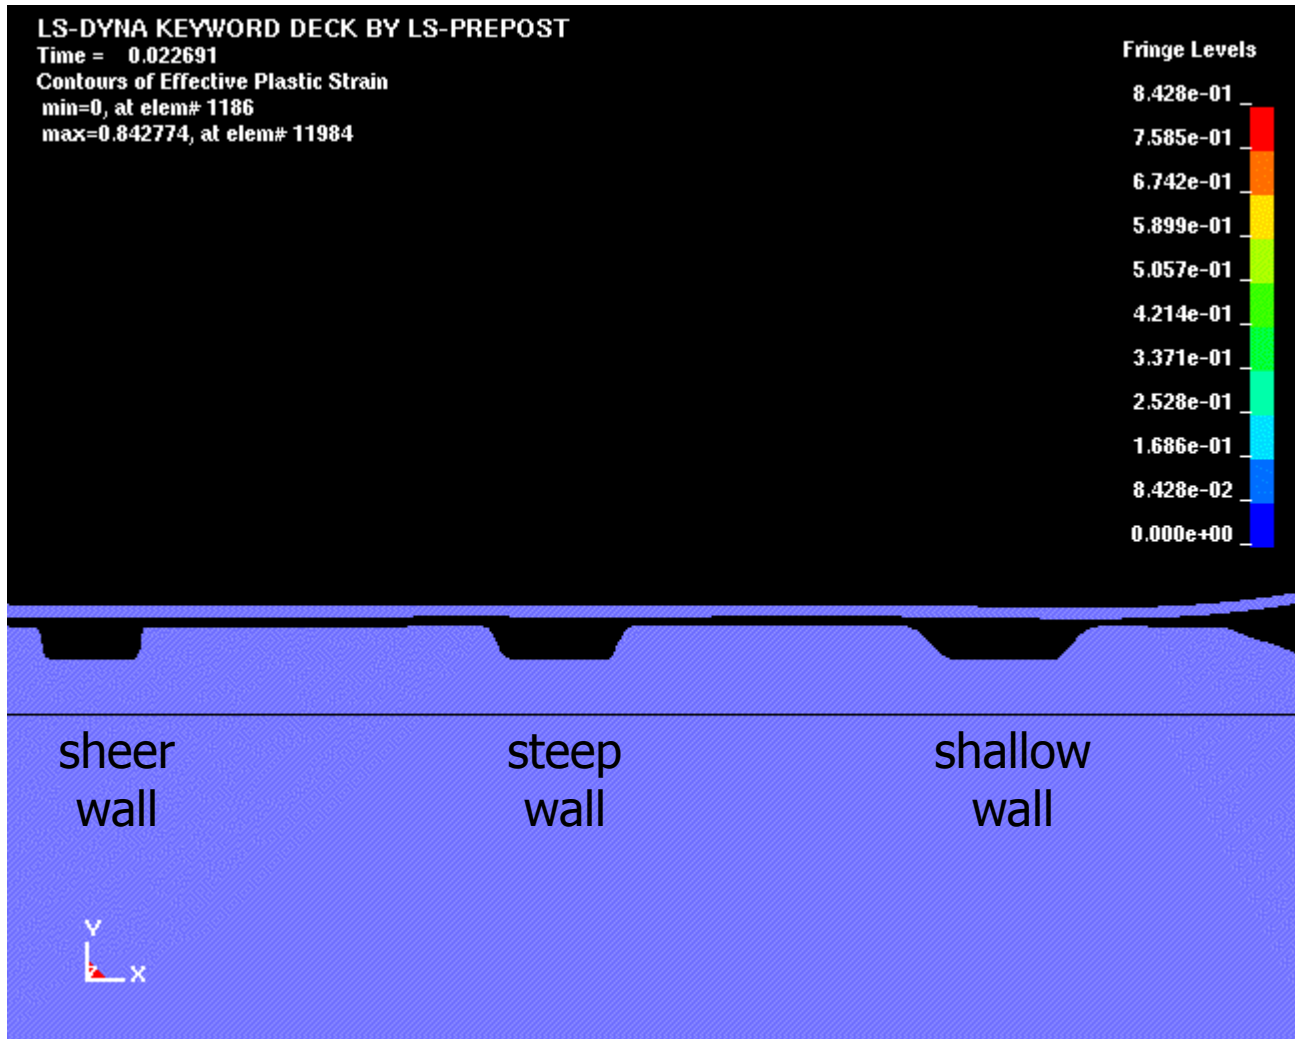 LS-DYNA KEYWORD DECK BY LS-PREPOST
Time =    0.022691
Contours of Effective Plastic Strain
min=0, at elem# 1186
max=0.842774, at elem# 11984
Fringe Levels
8.428e-01
7.585e-01
6.742e-01
5.899e-01
5.057e-01
4.214e-01
3.371e-01
2.528e-01
1.686e-01
8.428e-02
0.000e+00
sheer
wall
steep
wall
shallow
wall
Y
Z
X